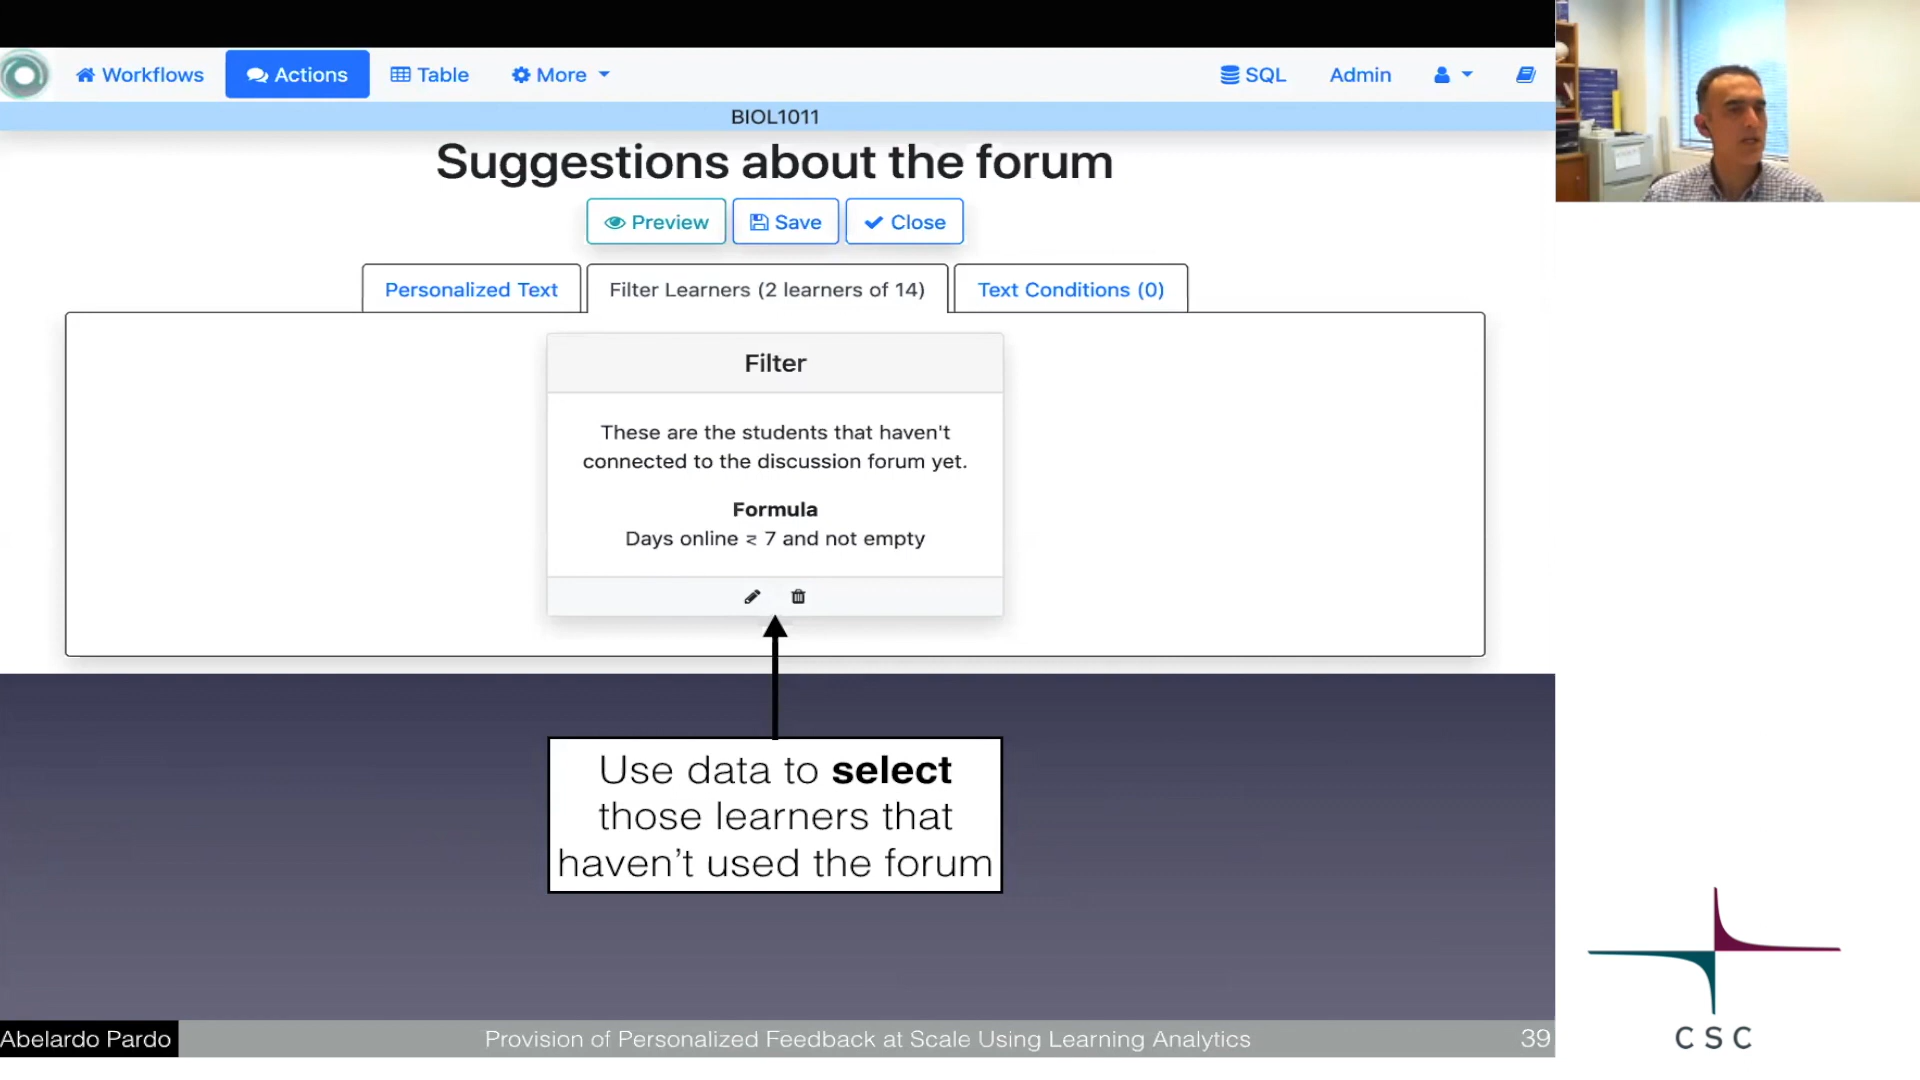 Workflows Actions Table More SQL Admin
BIOL1011
Suggestions about the forum
Preview Save Close
Personalized Text Filter Learners (2 learners of 14) Text Conditions (0)
Filter
These are the students that haven't
connected to the discussion forum yet.
Formula
Days online ⋜ 7 and not empty
Use data to select
those learners that
haven’t used the forum
Abelardo Pardo Provision of Personalized Feedback at Scale Using Learning Analytics 39
CSC